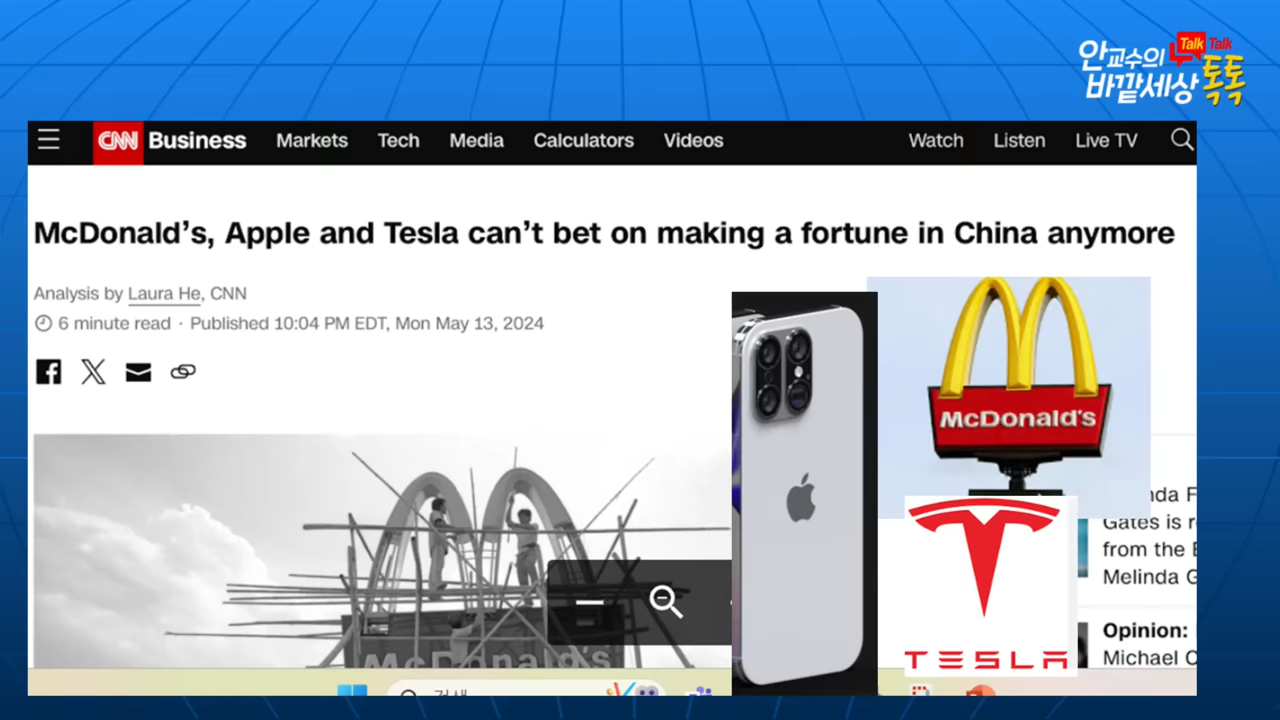 안교수의 Talk Talk
바깥세상 톡톡
CNN Business Markets Tech Media Calculators Videos Watch Listen Live TV
McDonald's, Apple and Tesla can't bet on making a fortune in China anymore
Analysis by Laura He, CNN
6 minute read · Published 10:04 PM EDT, Mon May 13, 2024
McDonald's
McDonald's
TESLA
Gates is
from the
Melinda
Opinion:
Michael
검색